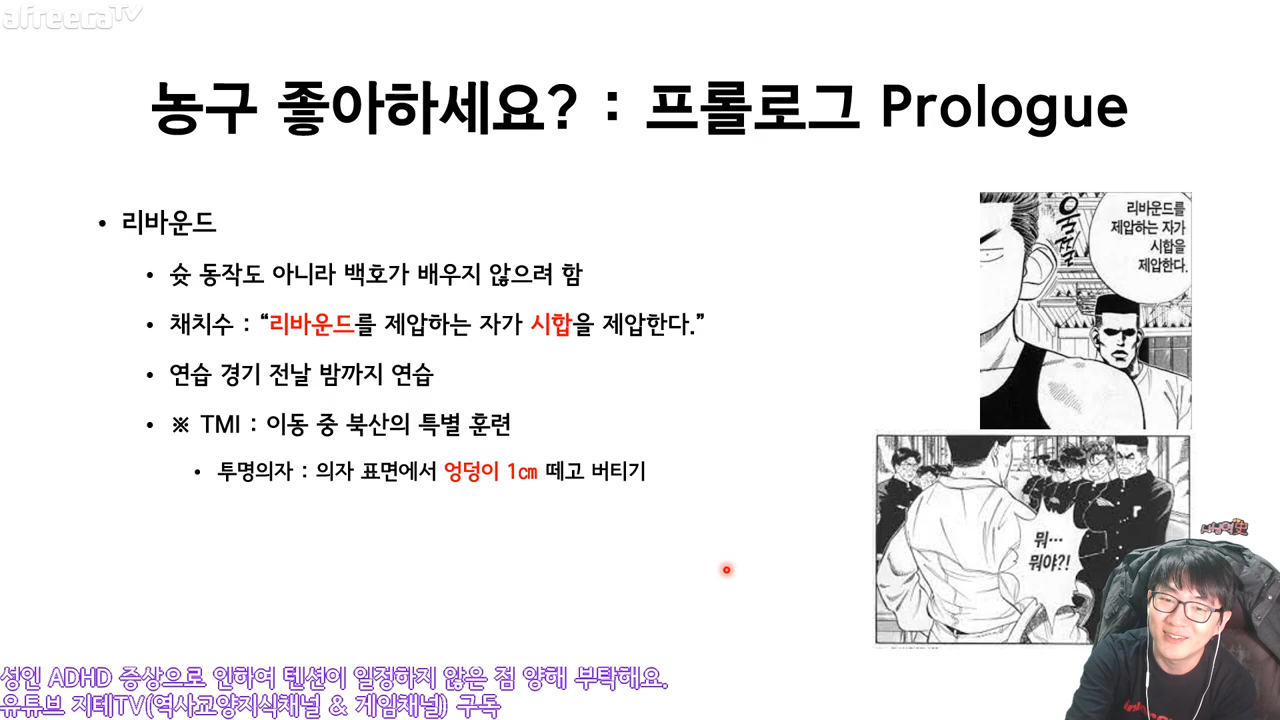 afreecaTV
농구 좋아하세요? : 프롤로그 Prologue
• 리바운드
• 슛 동작도 아니라 백호가 배우지 않으려 함
• 채치수 : “리바운드를 제압하는 자가 시합을 제압한다.”
• 연습 경기 전날 밤까지 연습
• ※ TMI : 이동 중 북산의 특별 훈련
• 투명의자 : 의자 표면에서 엉덩이 1㎝ 떼고 버티기
움찔
리바운드를
제압하는 자가
시합을
제압한다.
뭐…
뭐야?!
성인 ADHD 증상으로 인하여 텐션이 일정하지 않은 점 양해 부탁해요.
유튜브 지테TV(역사교양지식채널 & 게임채널) 구독